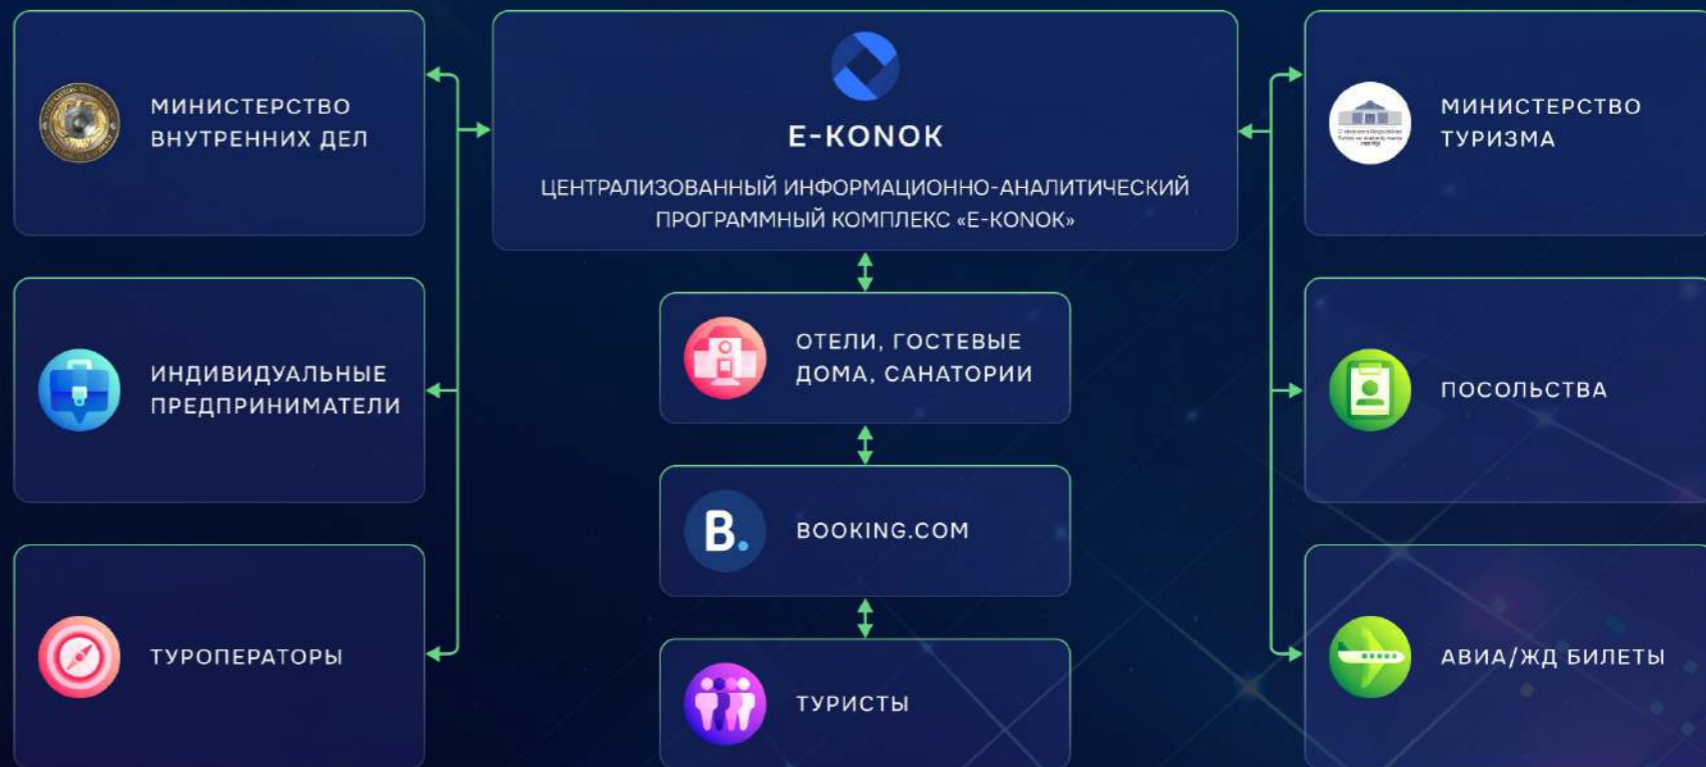 МИНИСТЕРСТВО
ВНУТРЕННИХ ДЕЛ
ИНДИВИДУАЛЬНЫЕ
ПРЕДПРИНИМАТЕЛИ
ТУРОПЕРАТОРЫ
E-KONOK
ЦЕНТРАЛИЗОВАННЫЙ ИНФОРМАЦИОННО-АНАЛИТИЧЕСКИЙ
ПРОГРАММНЫЙ КОМПЛЕКС «E-KONOK»
ОТЕЛИ, ГОСТЕВЫЕ
ДОМА, САНАТОРИИ
B.
BOOKING.COM
ТУРИСТЫ
МИНИСТЕРСТВО
ТУРИЗМА
ПОСОЛЬСТВА
АВИА/ЖД БИЛЕТЫ